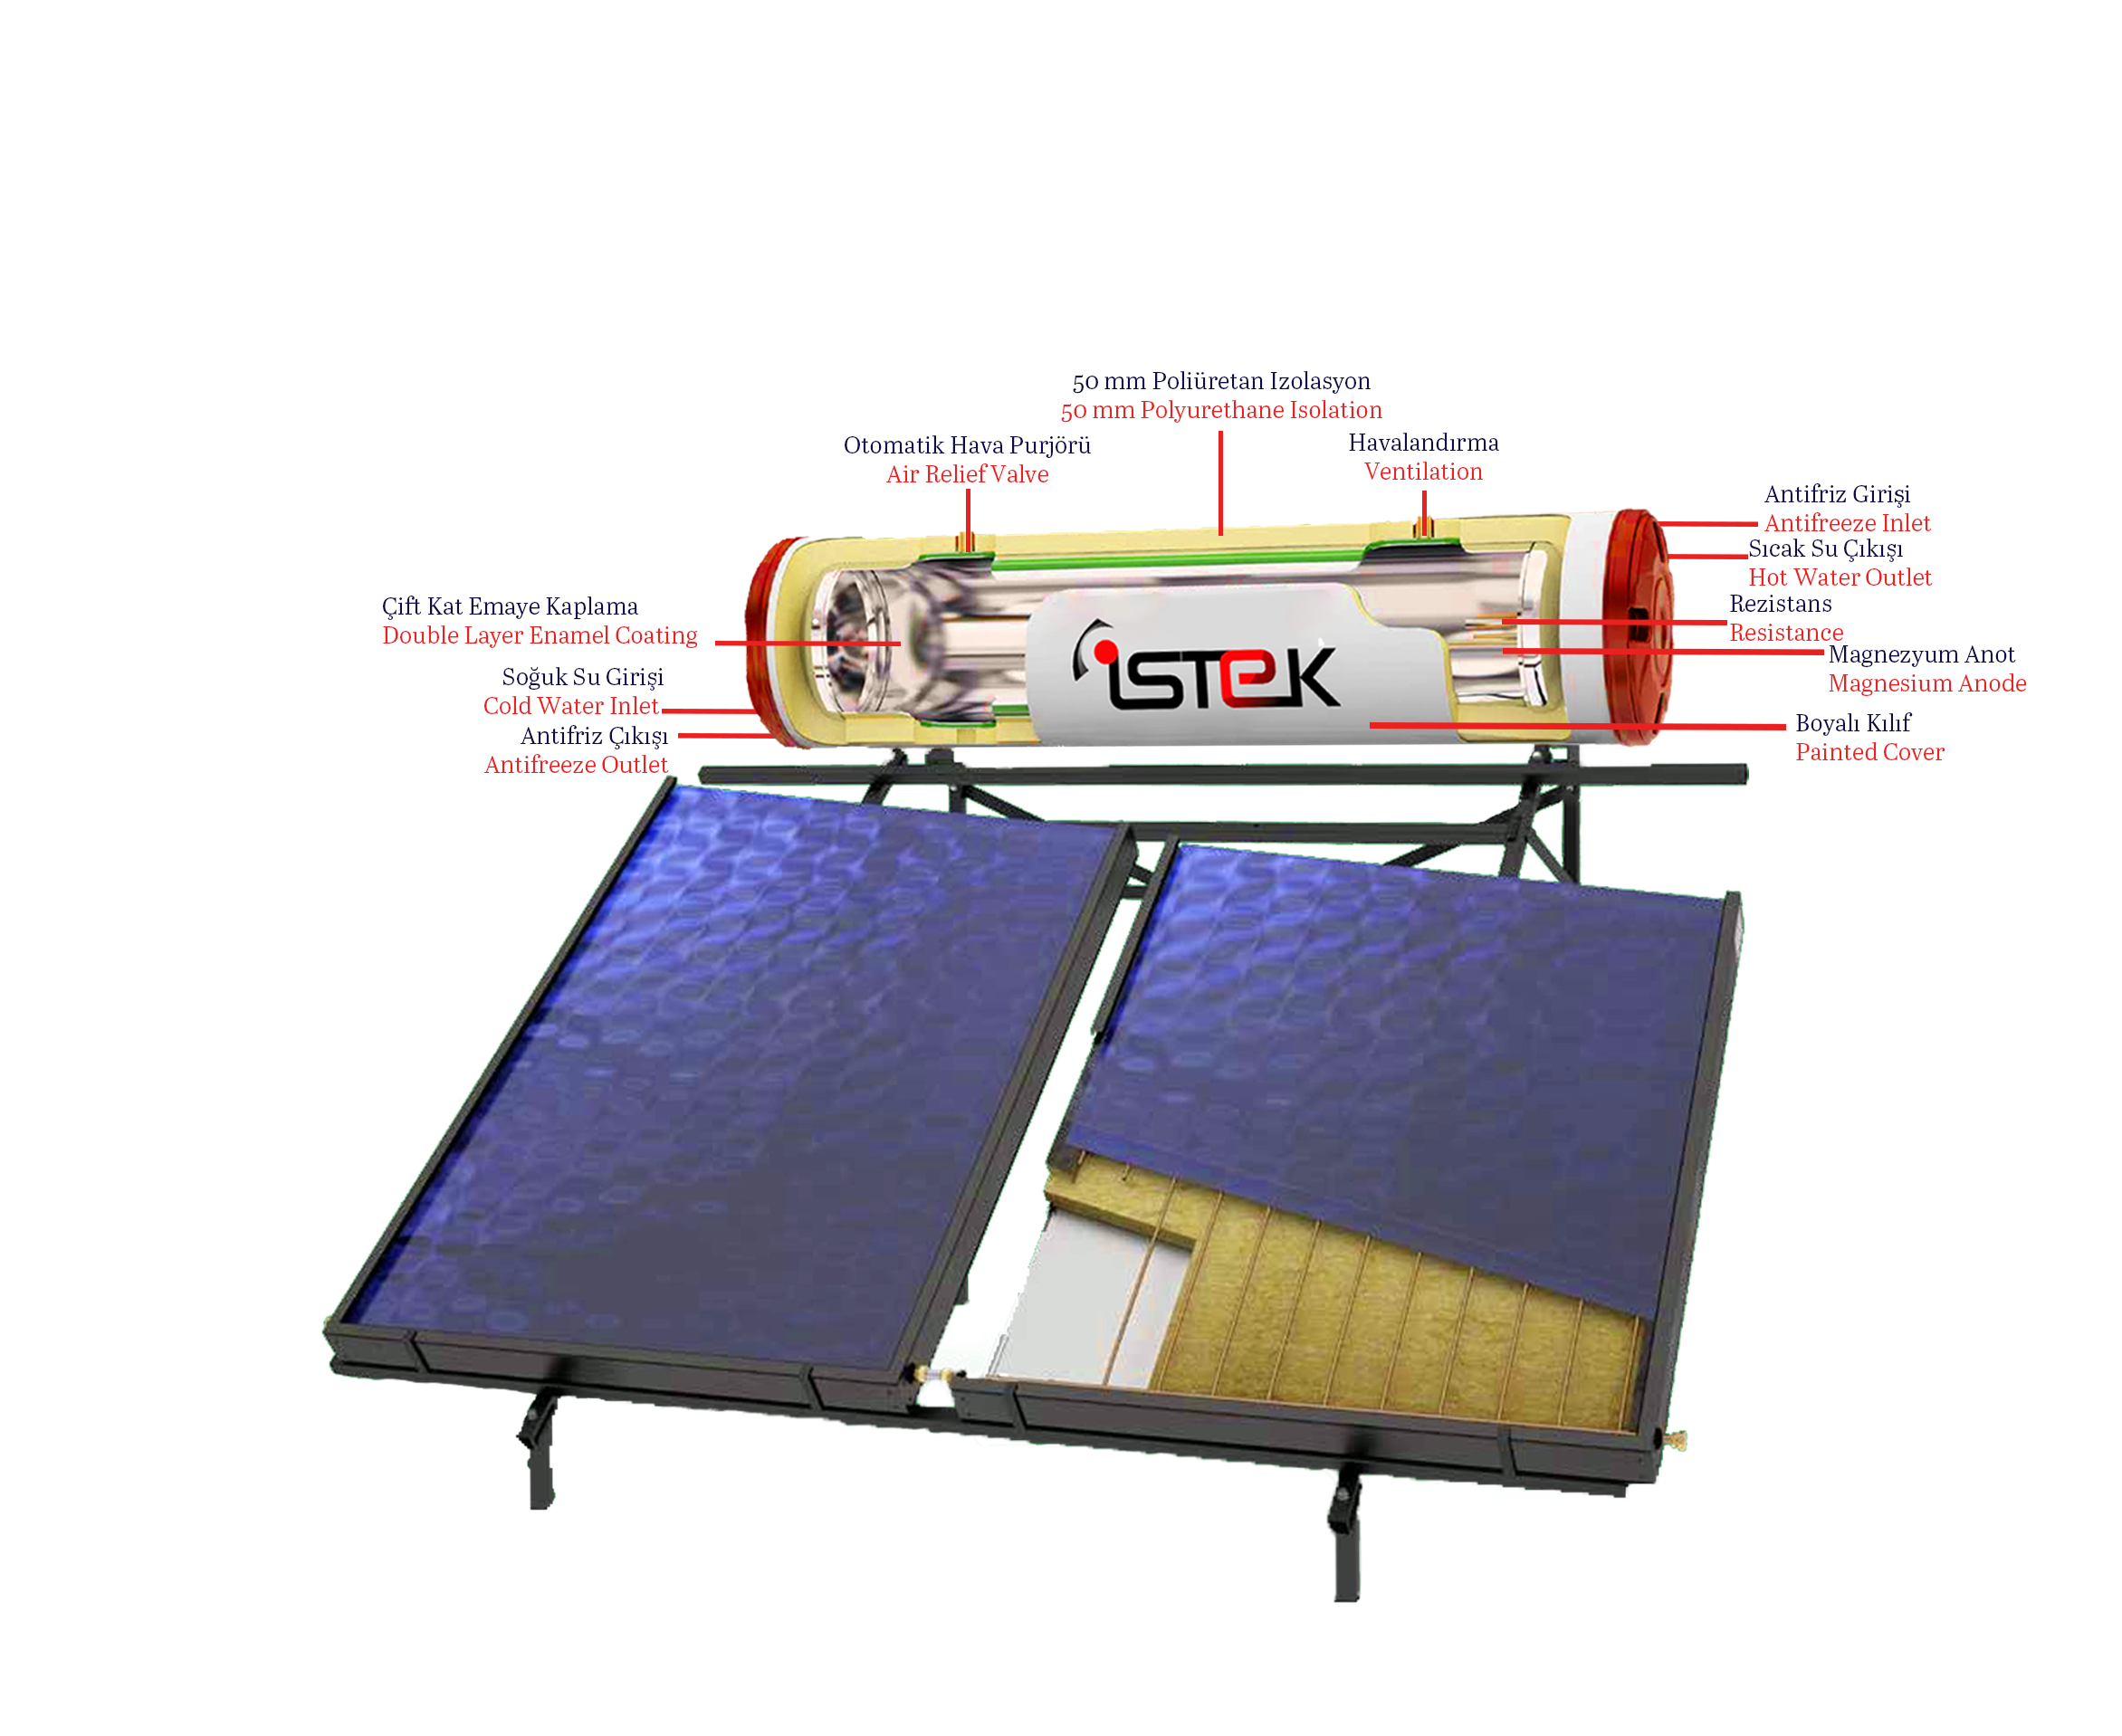 50 mm Poliüretan Izolasyon
50 mm Polyurethane Isolation
Otomatik Hava Purjörü
Air Relief Valve
Havalandırma
Ventilation
Antifriz Girişi
Antifreeze Inlet
Sıcak Su Çıkışı
Hot Water Outlet
Rezistans
Resistance
Magnezyum Anot
Magnesium Anode
Boyalı Kılıf
Painted Cover
Çift Kat Emaye Kaplama
Double Layer Enamel Coating
Soğuk Su Girişi
Cold Water Inlet
Antifriz Çıkışı
Antifreeze Outlet
isTeK